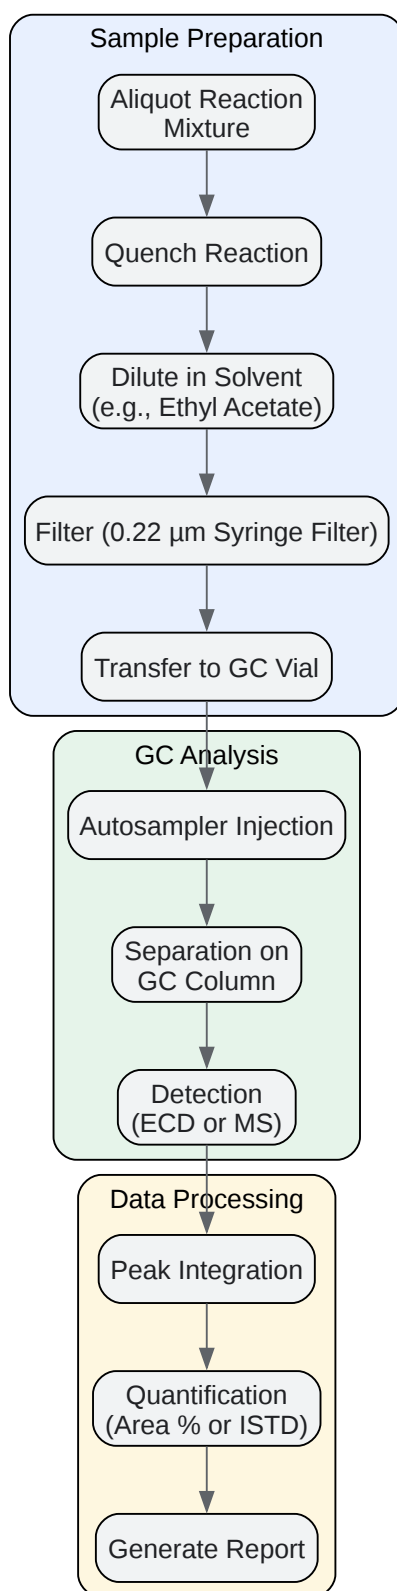 Sample Preparation
Aliquot Reaction
Mixture
Quench Reaction
Dilute in Solvent
(e.g., Ethyl Acetate)
Filter (0.22 µm Syringe Filter)
Transfer to GC Vial
GC Analysis
Autosampler Injection
Separation on
GC Column
Detection
(ECD or MS)
Data Processing
Peak Integration
Quantification
(Area % or ISTD)
Generate Report